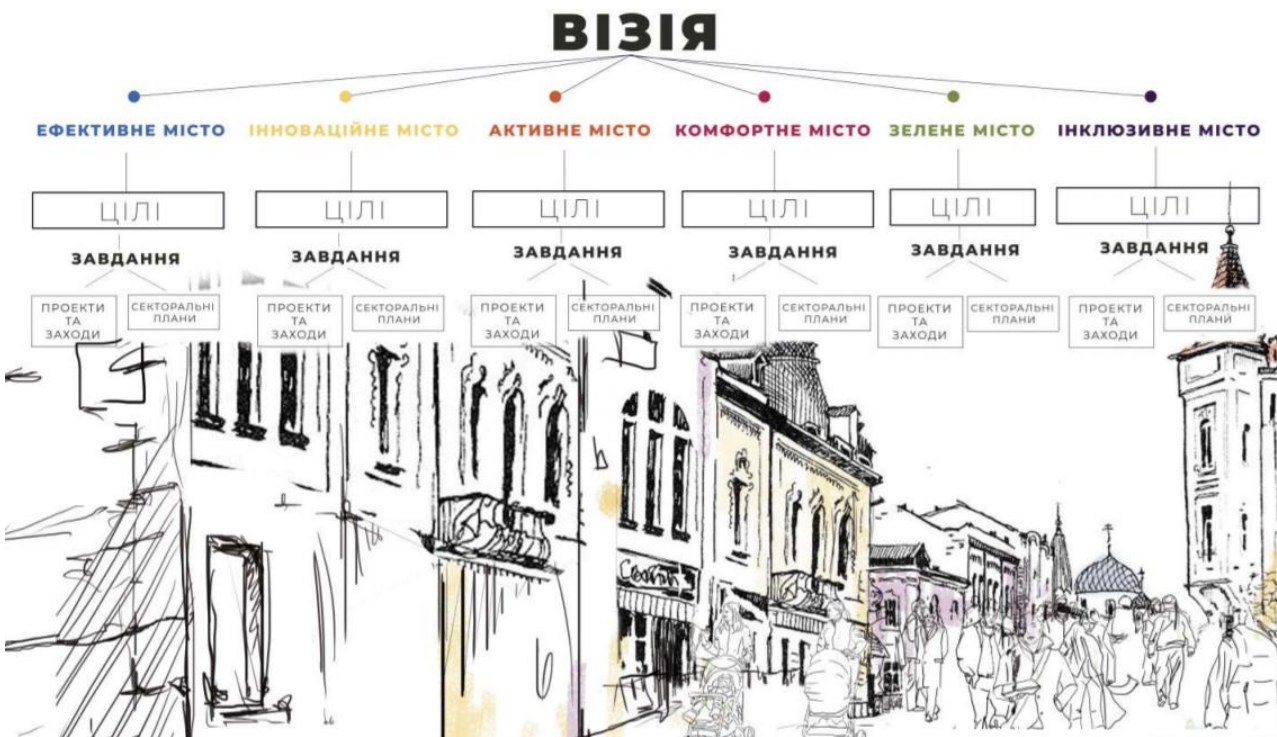 ВІЗІЯ
ЕФЕКТИВНЕ МІСТО
ІННОВАЦІЙНЕ МІСТО
АКТИВНЕ МІСТО
КОМФОРТНЕ МІСТО
ЗЕЛЕНЕ МІСТО
ІНКЛЮЗИВНЕ МІСТО
ЦІЛІ
ЦІЛІ
ЦІЛІ
ЦІЛІ
ЦІЛІ
ЦІЛІ
ЗАВДАННЯ
ЗАВДАННЯ
ЗАВДАННЯ
ЗАВДАННЯ
ЗАВДАННЯ
ЗАВДАННЯ
ПРОЕКТИ
ТА
ЗАХОДИ
СЕКТОРАЛЬНІ
ПЛАНИ
ПРОЕКТИ
ТА
ЗАХОДИ
СЕКТОРАЛЬНІ
ПЛАНИ
ПРОЕКТИ
ТА
ЗАХОДИ
СЕКТОРАЛЬНІ
ПЛАНИ
ПРОЕКТИ
ТА
ЗАХОДИ
СЕКТОРАЛЬНІ
ПЛАНИ
ПРОЕКТИ
ТА
ЗАХОДИ
СЕКТОРАЛЬНІ
ПЛАНИ
ПРОЕКТИ
ТА
ЗАХОДИ
СЕКТОРАЛЬНІ
ПЛАНИ